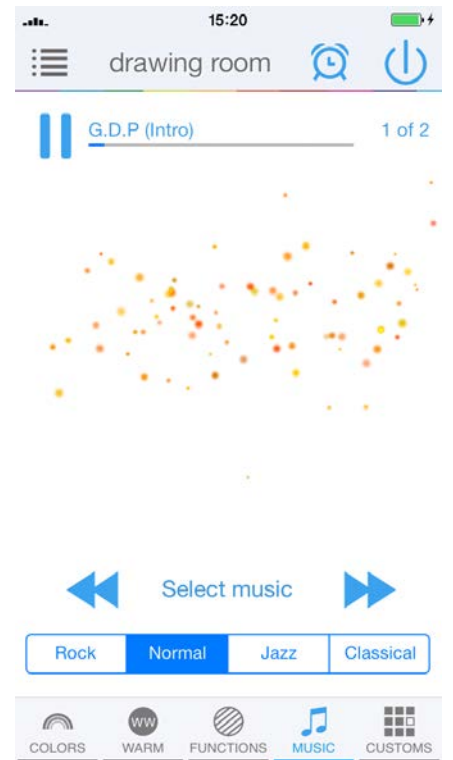 15:20
drawing room
G.D.P (Intro) 1 of 2
Select music
Rock Normal Jazz Classical
WW
COLORS WARM FUNCTIONS MUSIC CUSTOMS